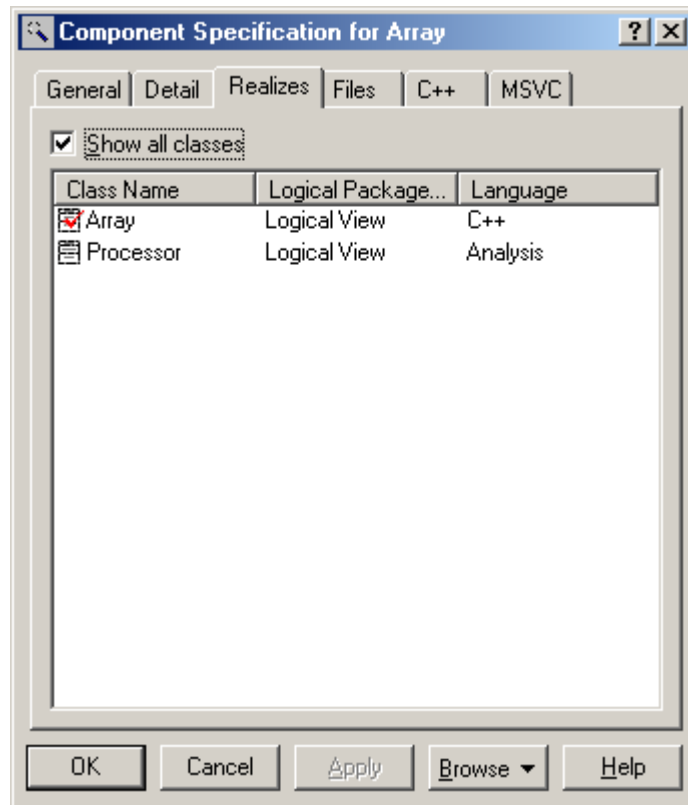 Component Specification for Array
General Detail Realizes Files C++ MSVC
Show all classes
Class Name Logical Package... Language
Array Logical View C++
Processor Logical View Analysis
OK Cancel Apply Browse Help